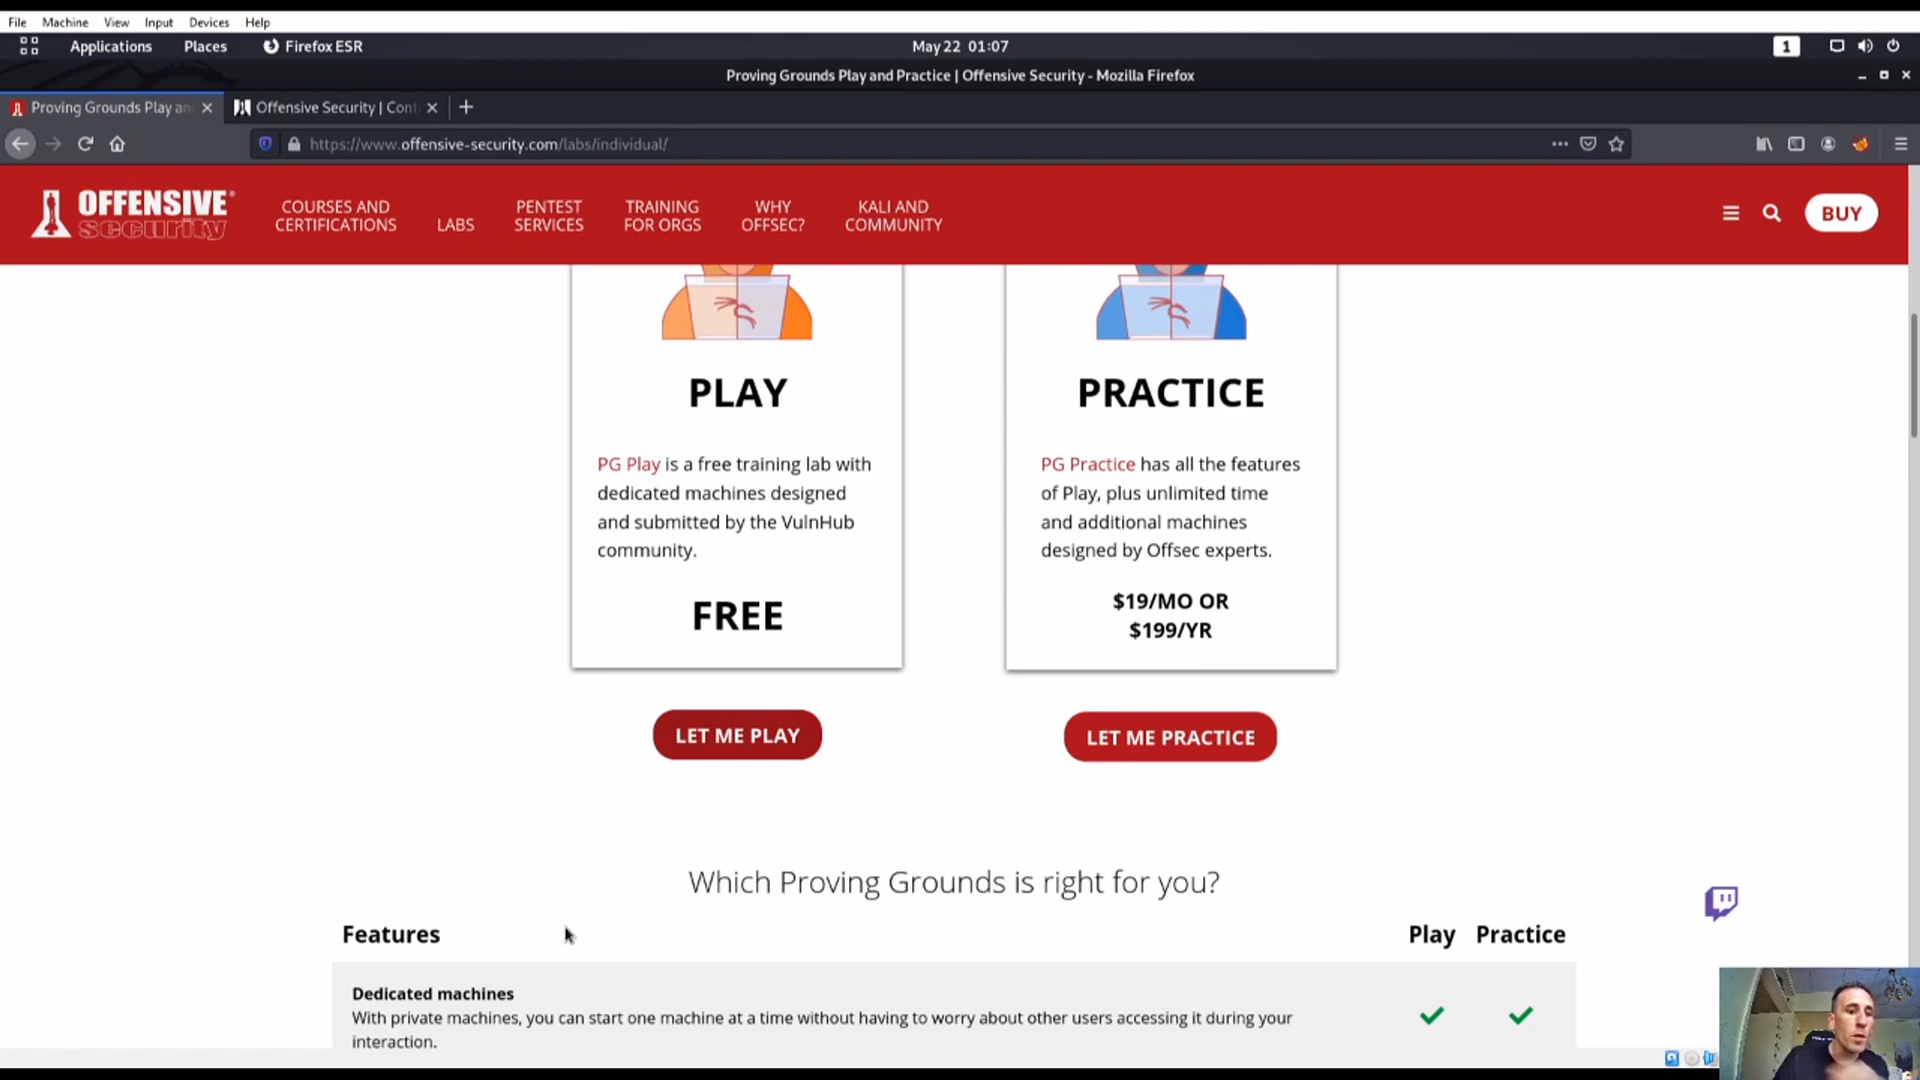 File Machine View Input Devices Help
Applications Places Firefox ESR May 22 01:07 1
Proving Grounds Play and Practice | Offensive Security - Mozilla Firefox
Proving Grounds Play an Offensive Security | Cont
https://www.offensive-security.com/labs/individual/
OFFENSIVE
security
COURSES AND
CERTIFICATIONS
LABS
PENTEST
SERVICES
TRAINING
FOR ORGS
WHY
OFFSEC?
KALI AND
COMMUNITY
BUY
PLAY
PG Play is a free training lab with
dedicated machines designed
and submitted by the VulnHub
community.
FREE
LET ME PLAY
PRACTICE
PG Practice has all the features
of Play, plus unlimited time
and additional machines
designed by Offsec experts.
$19/MO OR
$199/YR
LET ME PRACTICE
Which Proving Grounds is right for you?
Features Play Practice
Dedicated machines
With private machines, you can start one machine at a time without having to worry about other users accessing it during your
interaction.